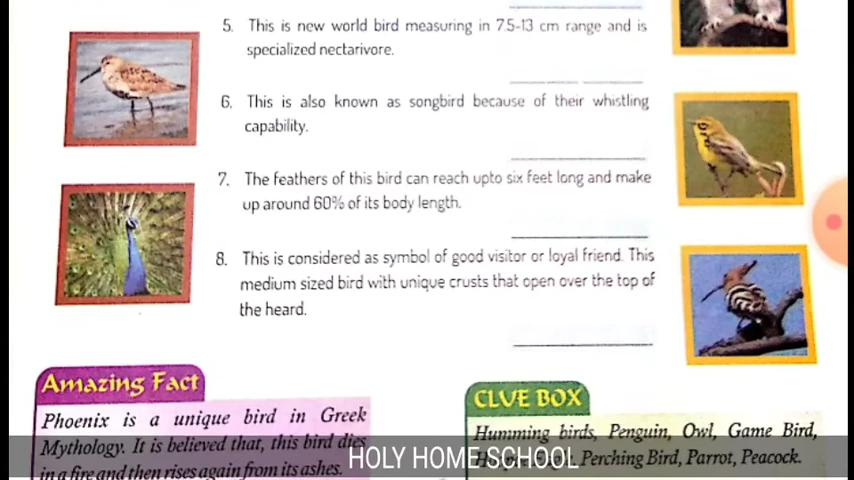 5. This is new world bird measuring in 7.5-13 cm range and is
specialized nectarivore.
6. This is also known as songbird because of their whistling
capability.
7. The feathers of this bird can reach upto six feet long and make
up around 60% of its body length.
8. This is considered as symbol of good visitor or loyal friend. This
medium sized bird with unique crusts that open over the top of
the heard.
Amazing Fact
Phoenix is a unique bird in Greek
Mythology. It is believed that, this bird dies
in a fire and then rises again from its ashes.
CLUE BOX
Humming birds, Penguin, Owl, Game Bird,
Perching Bird, Parrot, Peacock.
HOLY HOME SCHOOL